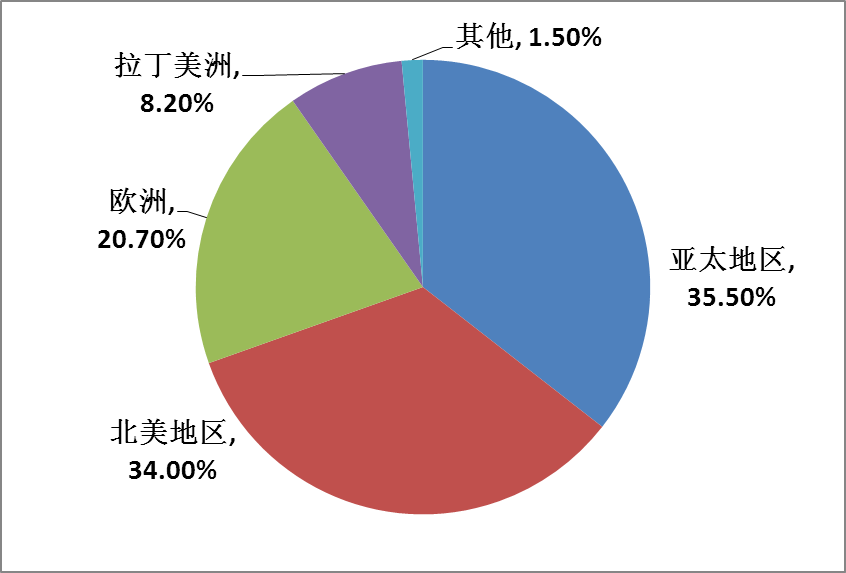 其他, 1.50%
拉丁美洲,
8.20%
欧洲,
20.70%
亚太地区,
35.50%
北美地区,
34.00%